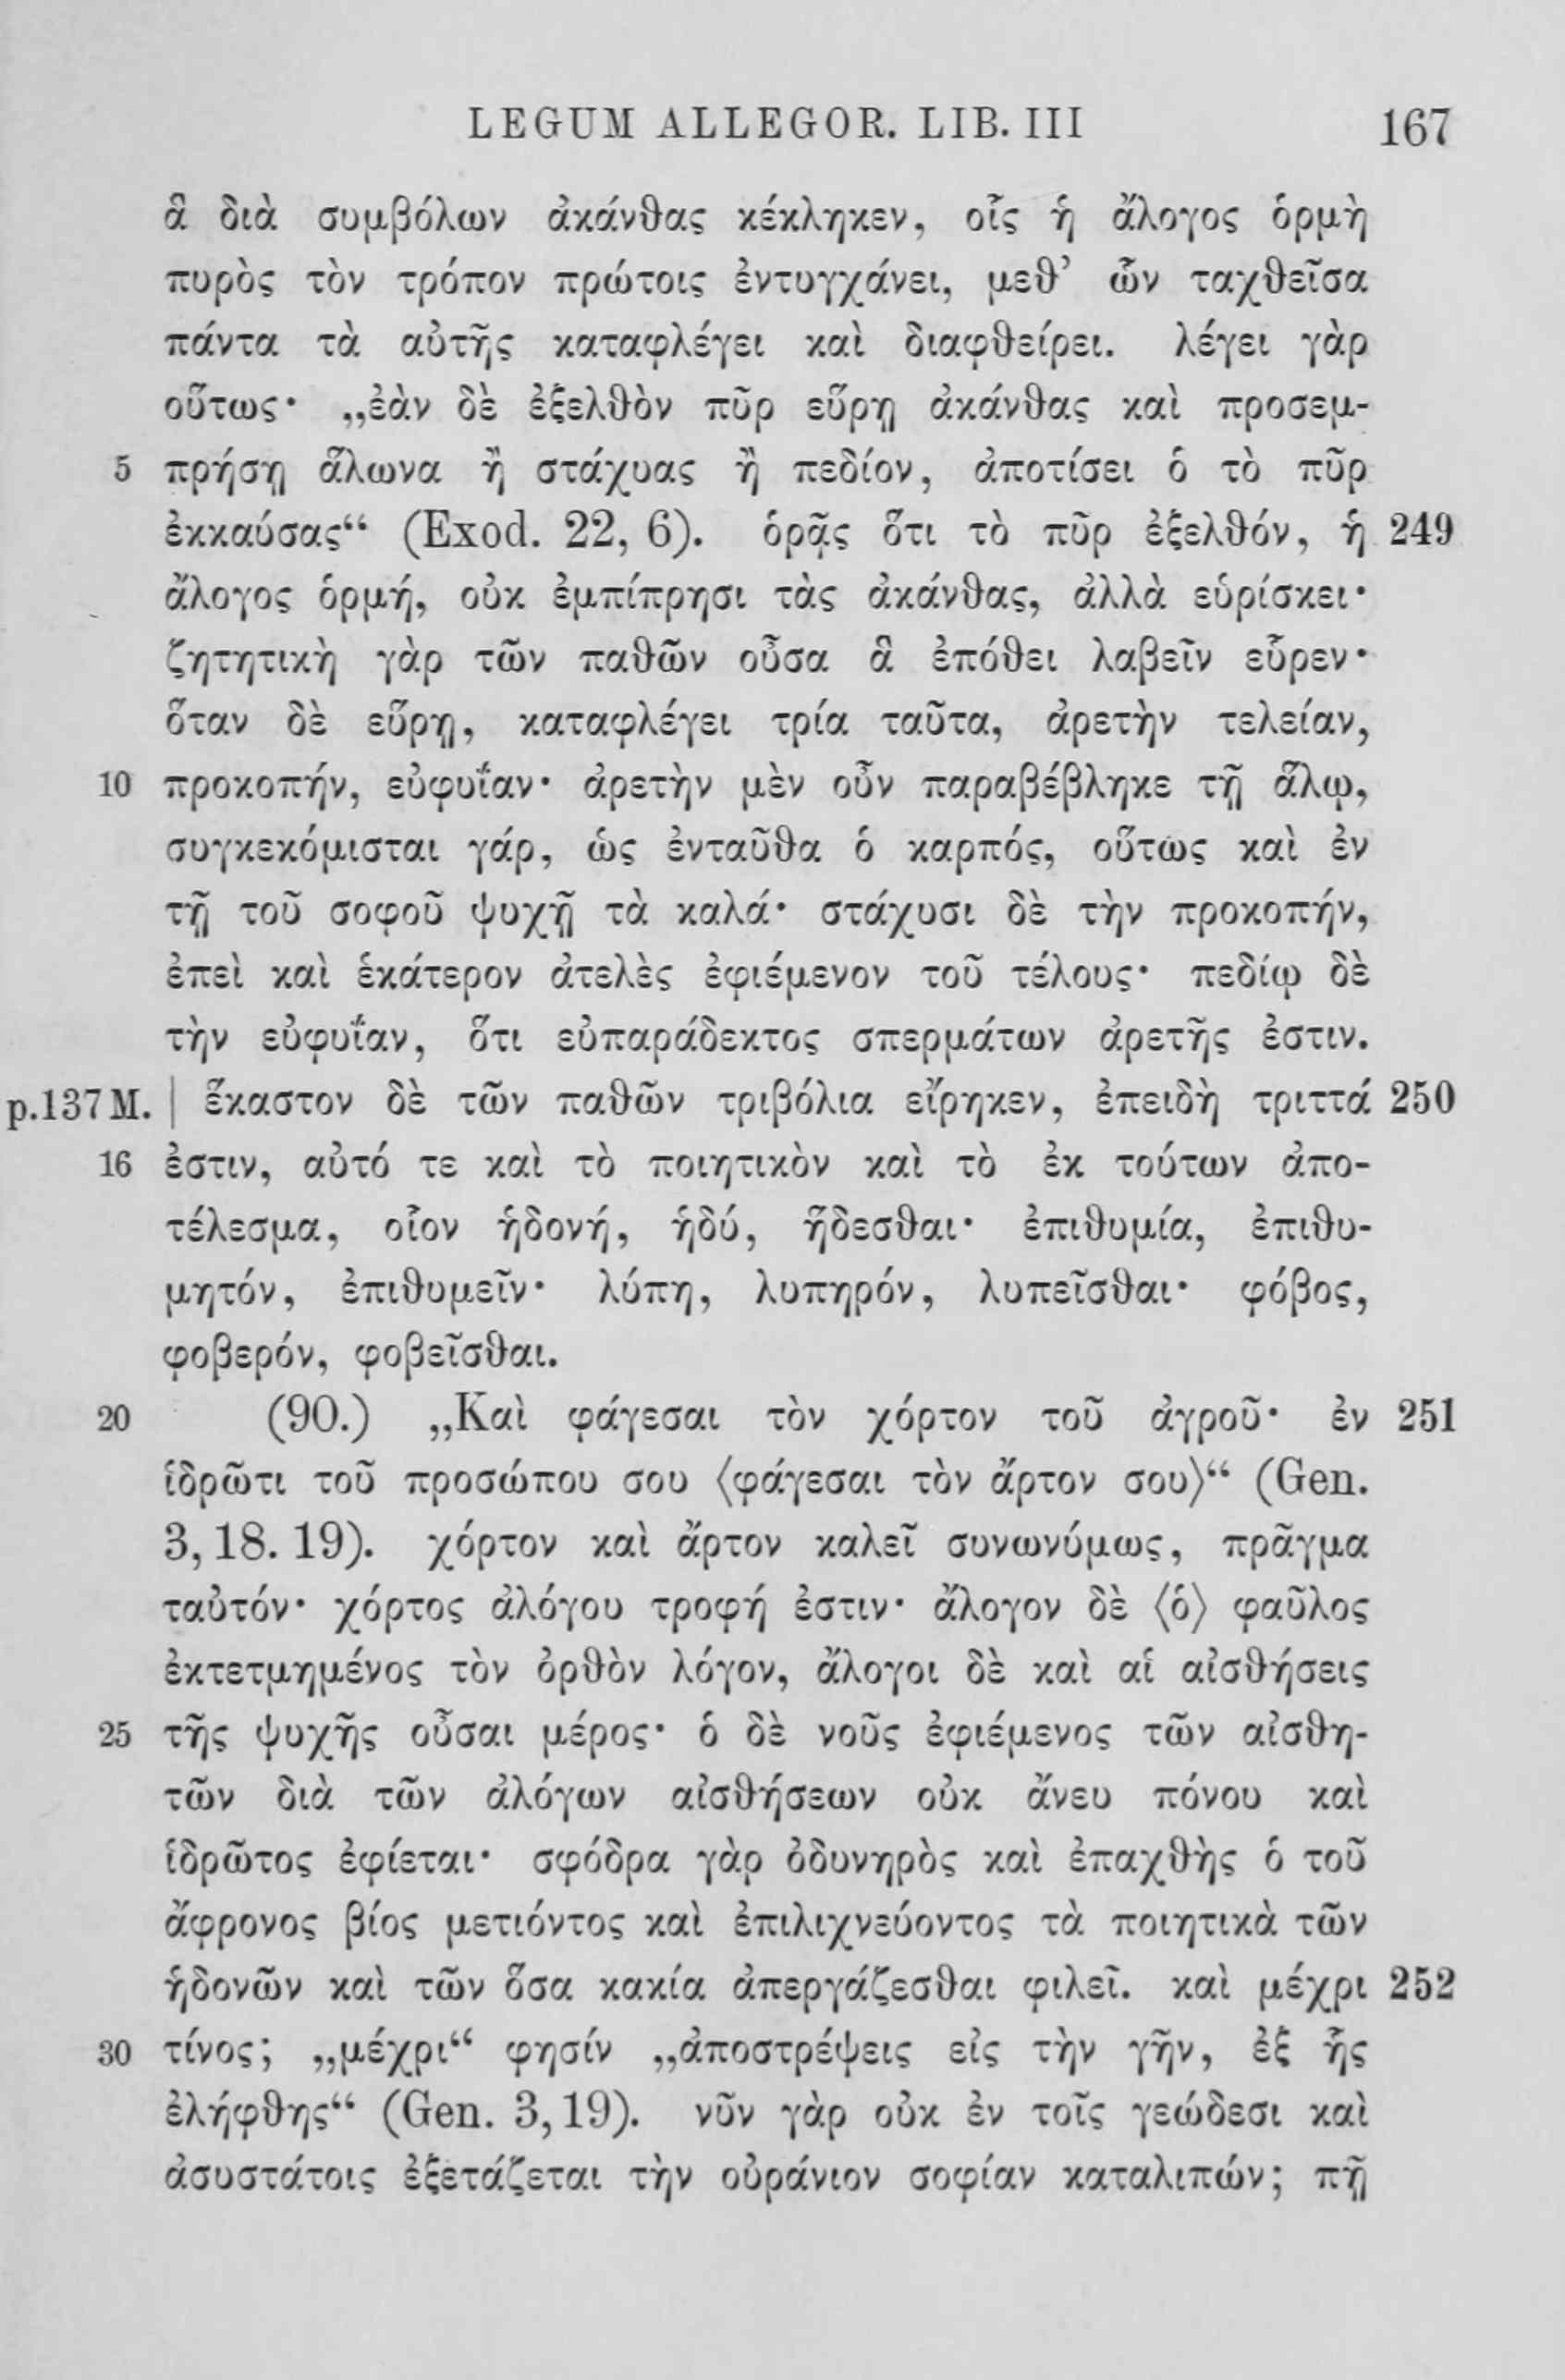 LEGUM ALLEGOR. LIB. III 167
ἃ διὰ συμβόλων ἀκάνθας κέκληκεν, οἷς ἡ ἄλογος ὁρμὴ
πυρὸς τὸν τρόπον πρώτοις ἐντυγχάνει, μεθ’ ὧν ταχθεῖσα
πάντα τὰ αὐτῆς καταφλέγει καὶ διαφθείρει. λέγει γὰρ
οὕτως· „ἐὰν δὲ ἐξελθὸν πῦρ εὕρῃ ἀκάνθας καὶ προσεμ-
5 πρήσῃ ἅλωνα ἢ στάχυας ἢ πεδίον, ἀποτίσει ὁ τὸ πῦρ
ἐκκαύσας“ (Exod. 22, 6). ὁρᾷς ὅτι τὸ πῦρ ἐξελθόν, ἡ 249
ἄλογος ὁρμή, οὐκ ἐμπίπρησι τὰς ἀκάνθας, ἀλλὰ εὑρίσκει·
ζητητικὴ γὰρ τῶν παθῶν οὖσα ἃ ἐπόθει λαβεῖν εὗρεν·
ὅταν δὲ εὕρῃ, καταφλέγει τρία ταῦτα, ἀρετὴν τελείαν,
10 προκοπήν, εὐφυΐαν· ἀρετὴν μὲν οὖν παραβέβληκε τῇ ἅλῳ,
συγκεκόμισται γάρ, ὡς ἐνταῦθα ὁ καρπός, οὕτως καὶ ἐν
τῇ τοῦ σοφοῦ ψυχῇ τὰ καλά· στάχυσι δὲ τὴν προκοπήν,
ἐπεὶ καὶ ἑκάτερον ἀτελὲς ἐφιέμενον τοῦ τέλους· πεδίῳ δὲ
τὴν εὐφυΐαν, ὅτι εὐπαράδεκτος σπερμάτων ἀρετῆς ἐστιν.
p.137 M. | ἕκαστον δὲ τῶν παθῶν τριβόλια εἴρηκεν, ἐπειδὴ τριττά 250
16 ἐστιν, αὐτό τε καὶ τὸ ποιητικὸν καὶ τὸ ἐκ τούτων ἀπο-
τέλεσμα, οἷον ἡδονή, ἡδύ, ἥδεσθαι· ἐπιθυμία, ἐπιθυ-
μητόν, ἐπιθυμεῖν· λύπη, λυπηρόν, λυπεῖσθαι· φόβος,
φοβερόν, φοβεῖσθαι.
20 (90.) „Καὶ φάγεσαι τὸν χόρτον τοῦ ἀγροῦ· ἐν 251
ἱδρῶτι τοῦ προσώπου σου ⟨φάγεσαι τὸν ἄρτον σου⟩“ (Gen.
3, 18. 19). χόρτον καὶ ἄρτον καλεῖ συνωνύμως, πρᾶγμα
ταὐτόν· χόρτος ἀλόγου τροφή ἐστιν· ἄλογον δὲ ⟨ὁ⟩ φαῦλος
ἐκτετμημένος τὸν ὀρθὸν λόγον, ἄλογοι δὲ καὶ αἱ αἰσθήσεις
25 τῆς ψυχῆς οὖσαι μέρος· ὁ δὲ νοῦς ἐφιέμενος τῶν αἰσθη-
τῶν διὰ τῶν ἀλόγων αἰσθήσεων οὐκ ἄνευ πόνου καὶ
ἱδρῶτος ἐφίεται· σφόδρα γὰρ ὀδυνηρὸς καὶ ἐπαχθὴς ὁ τοῦ
ἄφρονος βίος μετιόντος καὶ ἐπιλιχνεύοντος τὰ ποιητικὰ τῶν
ἡδονῶν καὶ τῶν ὅσα κακία ἀπεργάζεσθαι φιλεῖ. καὶ μέχρι 252
30 τίνος; „μέχρι“ φησίν „ἀποστρέψεις εἰς τὴν γῆν, ἐξ ἧς
ἐλήφθης“ (Gen. 3, 19). νῦν γὰρ οὐκ ἐν τοῖς γεώδεσι καὶ
ἀσυστάτοις ἐξετάζεται τὴν οὐράνιον σοφίαν καταλιπών; πῇ